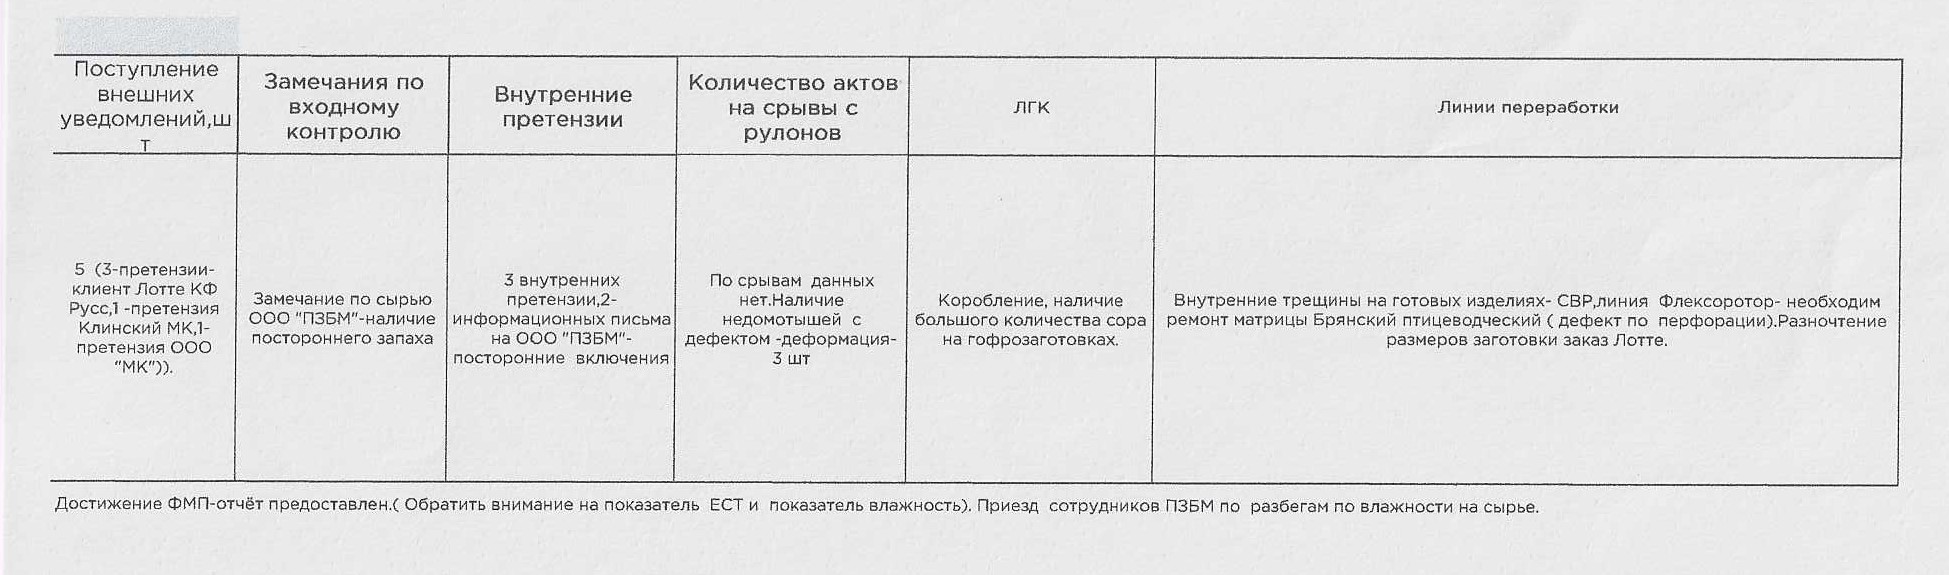 Поступление
внешних
уведомлений,ш
т
Замечания по
входному
контролю
Внутренние
претензии
Количество актов
на срывы с
рулонов
ЛГК
Линии переработки
5 (3-претензии-
клиент Лотте КФ
Русс,1 -претензия
Клинский МК,1-
претензия ООО
"МК")).
Замечание по сырью
ООО "ПЗБМ"-наличие
постороннего запаха
3 внутренних
претензии,2-
информационных письма
на ООО "ПЗБМ"-
посторонние включения
По срывам данных
нет.Наличие
недомотышей с
дефектом -деформация-
3 шт
Коробление, наличие
большого количества сора
на гофрозаготовках.
Внутренние трещины на готовых изделиях- СВР,линия Флексоротор- необходим
ремонт матрицы Брянский птицеводческий ( дефект по перфорации).Разночтение
размеров заготовки заказ Лотте.
Достижение ФМП-отчёт предоставлен.( Обратить внимание на показатель ЕСТ и показатель влажность). Приезд сотрудников ПЗБМ по разбегам по влажности на сырье.